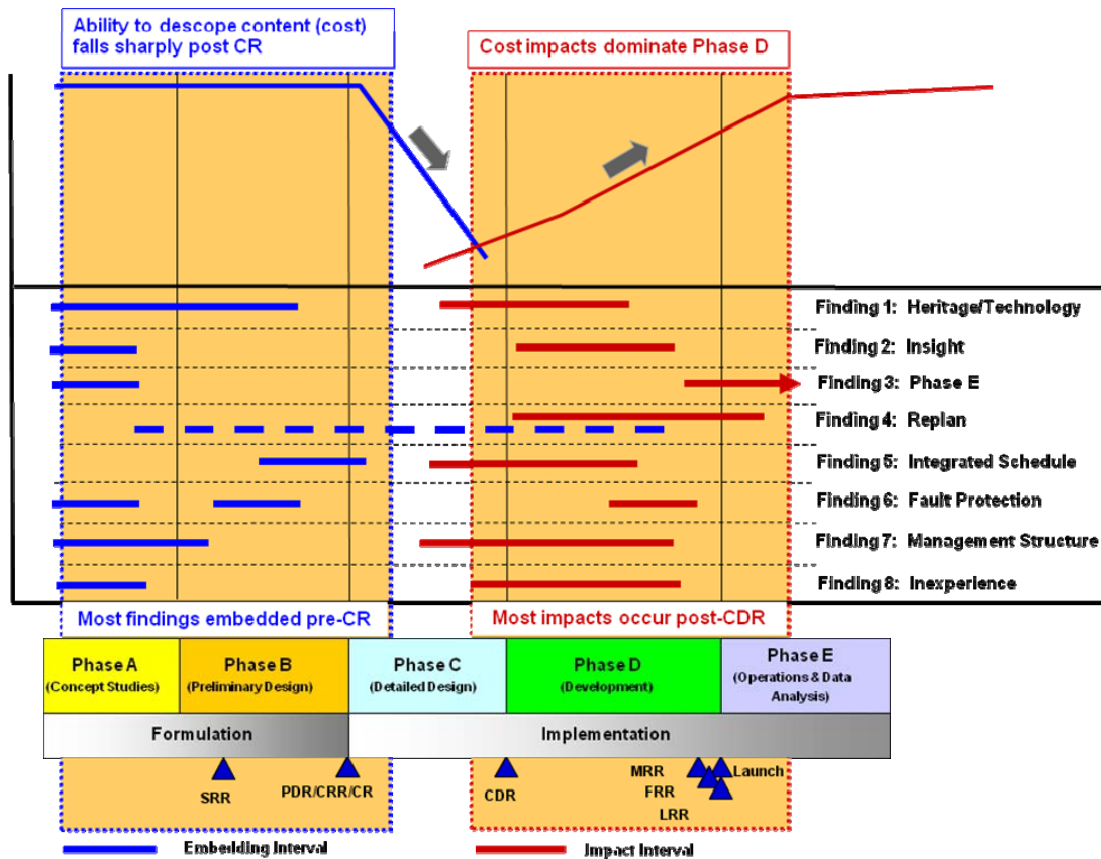 Ability to descope content (cost)
falls sharply post CR
Cost impacts dominate Phase D
Finding 1: Heritage/Technology
Finding 2: Insight
Finding 3: Phase E
Finding 4: Replan
Finding 5: Integrated Schedule
Finding 6: Fault Protection
Finding 7: Management Structure
Finding 8: Inexperience
Most findings embedded pre-CR
Most impacts occur post-CDR
Phase A
(Concept Studies)
Phase B
(Preliminary Design)
Phase C
(Detailed Design)
Phase D
(Development)
Phase E
(Operations & Data
Analysis)
Formulation
Implementation
SRR
PDR/CRR/CR
CDR
MRR
FRR
LRR
Launch
Embedding Interval
Impact Interval